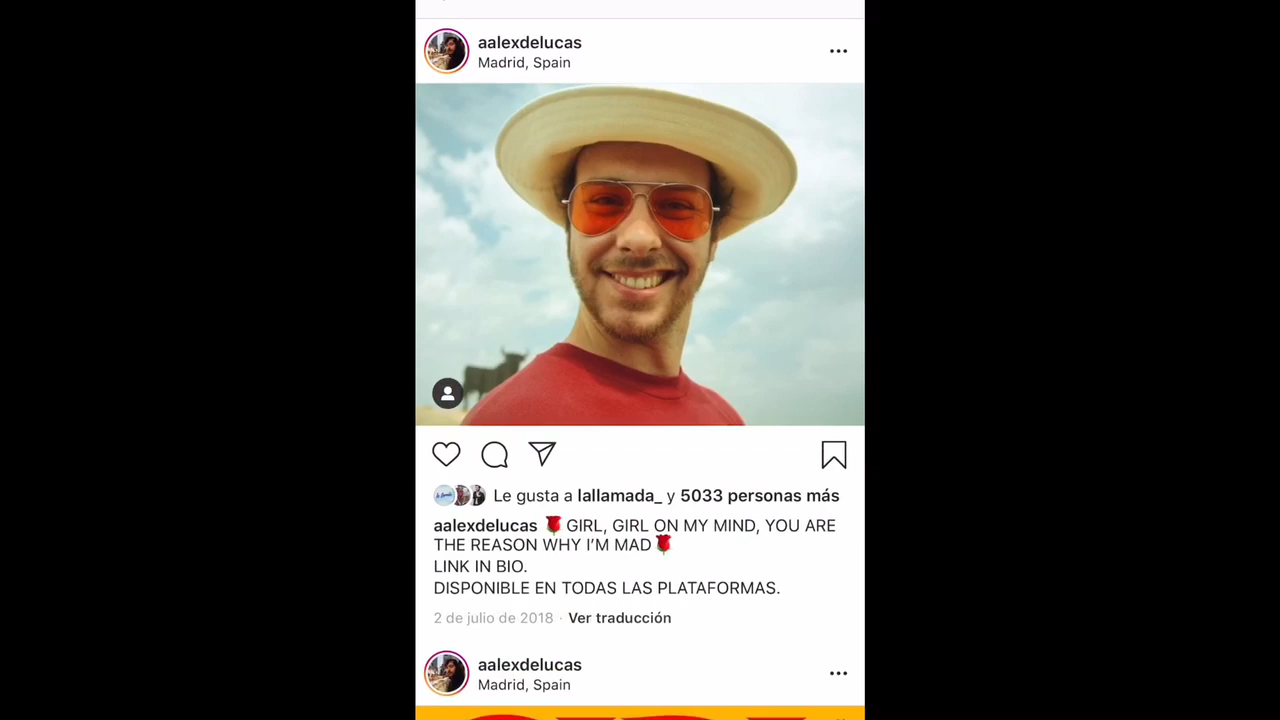 aalexdelucas
Madrid, Spain
Le gusta a lallamada_ y 5033 personas más
aalexdelucas 🌹GIRL, GIRL ON MY MIND, YOU ARE
THE REASON WHY I’M MAD🌹
LINK IN BIO.
DISPONIBLE EN TODAS LAS PLATAFORMAS.
2 de julio de 2018 · Ver traducción
aalexdelucas
Madrid, Spain